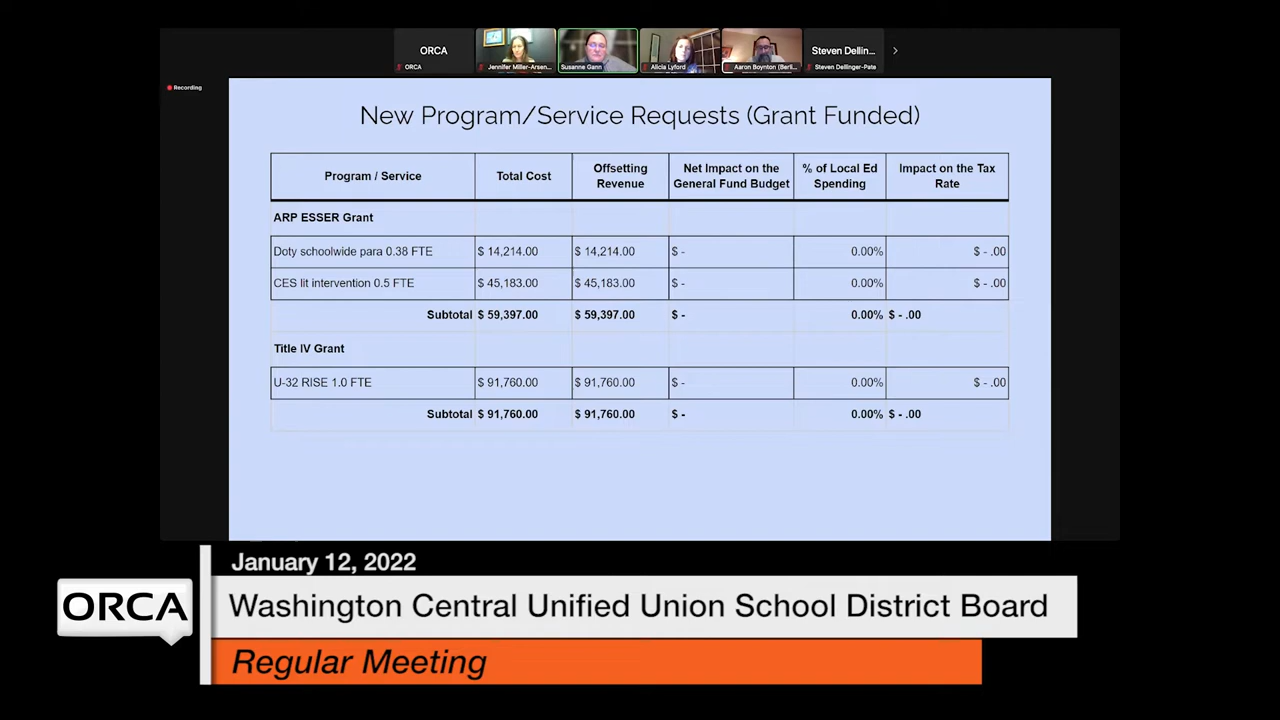 ORCA
Steven Dellin...
ORCA
Jennifer Miller-Arsen...
Susanne Gann
Alicia Lyford
Aaron Boynton (Berli...
Steven Dellinger-Pate
Recording
New Program/Service Requests (Grant Funded)
Program / Service Total Cost Offsetting Revenue Net Impact on the General Fund Budget % of Local Ed Spending Impact on the Tax Rate
ARP ESSER Grant
Doty schoolwide para 0.38 FTE $ 14,214.00 $ 14,214.00 $ - 0.00% $ - .00
CES lit intervention 0.5 FTE $ 45,183.00 $ 45,183.00 $ - 0.00% $ - .00
Subtotal $ 59,397.00 $ 59,397.00 $ - 0.00% $ - .00
Title IV Grant
U-32 RISE 1.0 FTE $ 91,760.00 $ 91,760.00 $ - 0.00% $ - .00
Subtotal $ 91,760.00 $ 91,760.00 $ - 0.00% $ - .00
January 12, 2022
ORCA
Washington Central Unified Union School District Board
Regular Meeting